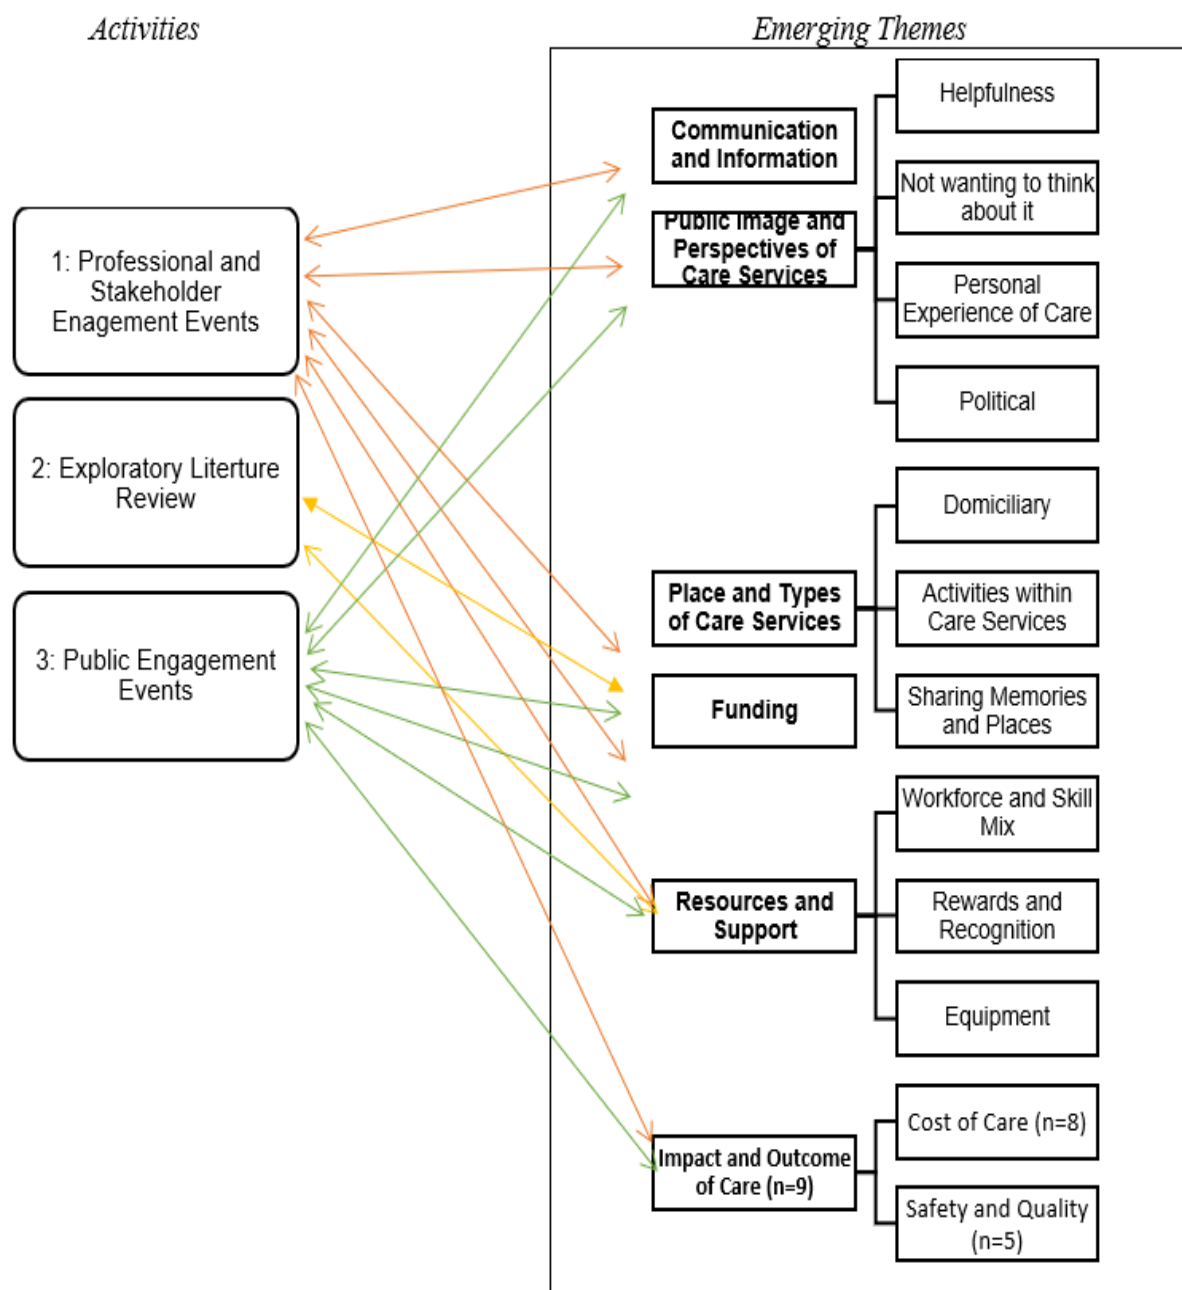 Activities
Emerging Themes
1: Professional and
Stakeholder
Enagement Events
2: Exploratory Literture
Review
3: Public Engagement
Events
Communication
and Information
Public Image and
Perspectives of
Care Services
Helpfulness
Not wanting to think
about it
Personal
Experience of Care
Political
Place and Types
of Care Services
Domiciliary
Activities within
Care Services
Sharing Memories
and Places
Funding
Resources and
Support
Workforce and Skill
Mix
Rewards and
Recognition
Equipment
Impact and Outcome
of Care (n=9)
Cost of Care (n=8)
Safety and Quality
(n=5)